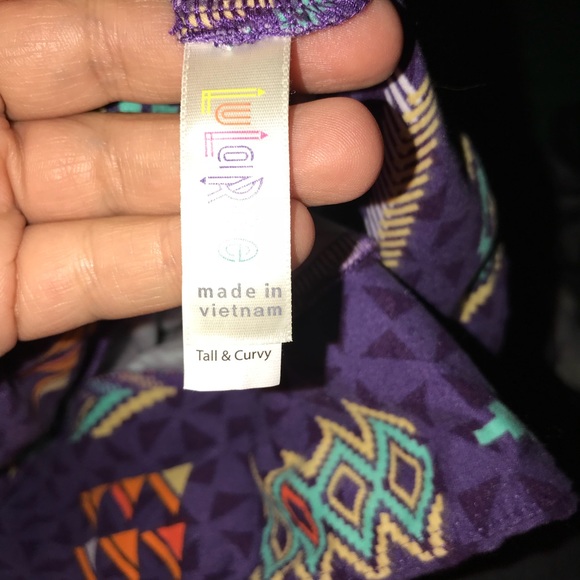 LuLaRoe
made in
vietnam
Tall & Curvy